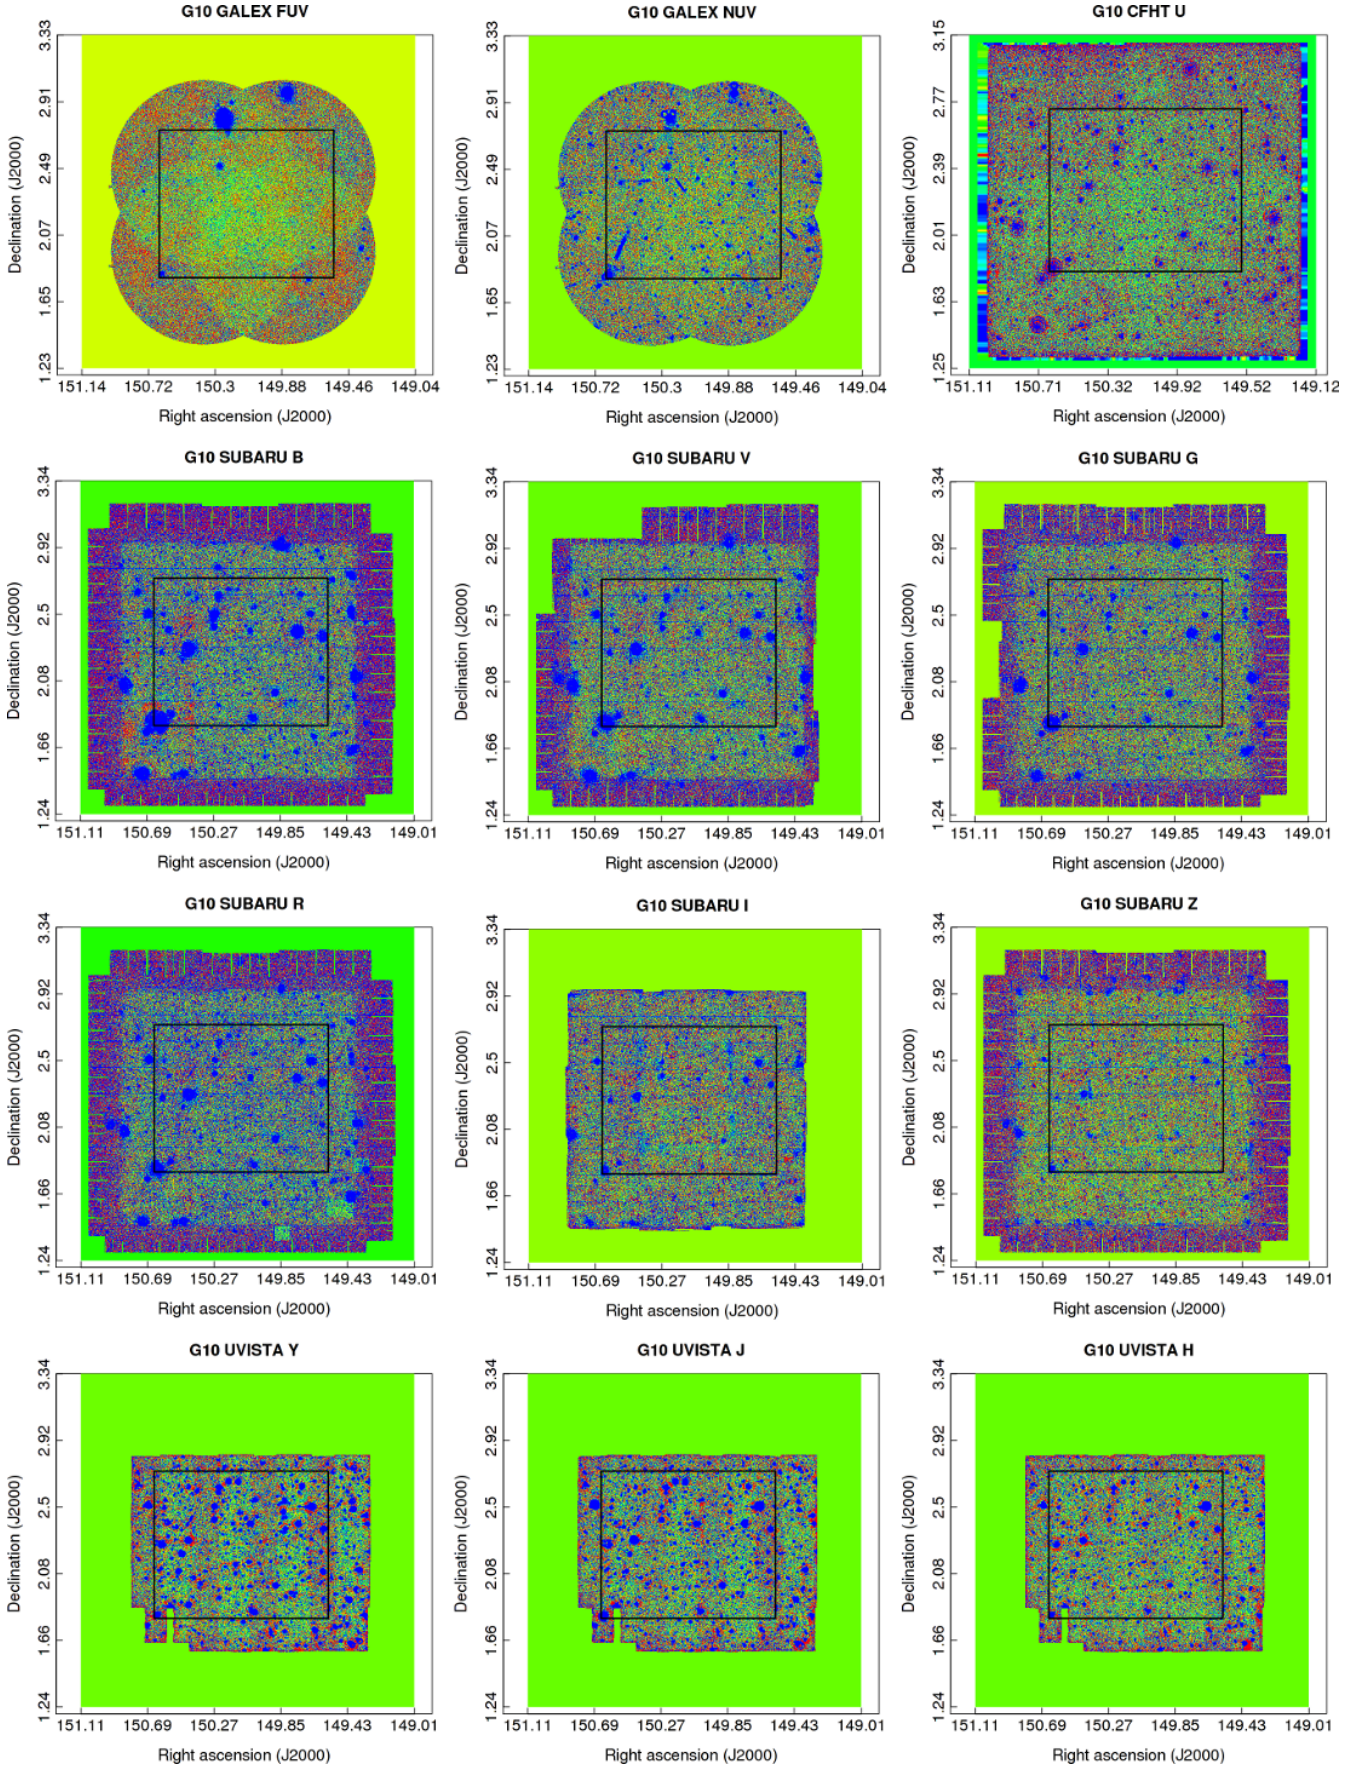 G10 GALEX FUV
3.33
2.91
2.49
2.07
1.65
1.23
Declination (J2000)
151.14 150.72 150.3 149.88 149.46 149.04
Right ascension (J2000)
G10 GALEX NUV
3.33
2.91
2.49
2.07
1.65
1.23
Declination (J2000)
151.14 150.72 150.3 149.88 149.46 149.04
Right ascension (J2000)
G10 CFHT U
3.15
2.77
2.39
2.01
1.63
1.25
Declination (J2000)
151.11 150.71 150.32 149.92 149.52 149.12
Right ascension (J2000)
G10 SUBARU B
3.34
2.92
2.5
2.08
1.66
1.24
Declination (J2000)
151.11 150.69 150.27 149.85 149.43 149.01
Right ascension (J2000)
G10 SUBARU V
3.34
2.92
2.5
2.08
1.66
1.24
Declination (J2000)
151.11 150.69 150.27 149.85 149.43 149.01
Right ascension (J2000)
G10 SUBARU G
3.34
2.92
2.5
2.08
1.66
1.24
Declination (J2000)
151.11 150.69 150.27 149.85 149.43 149.01
Right ascension (J2000)
G10 SUBARU R
3.34
2.92
2.5
2.08
1.66
1.24
Declination (J2000)
151.11 150.69 150.27 149.85 149.43 149.01
Right ascension (J2000)
G10 SUBARU I
3.34
2.92
2.5
2.08
1.66
1.24
Declination (J2000)
151.11 150.69 150.27 149.85 149.43 149.01
Right ascension (J2000)
G10 SUBARU Z
3.34
2.92
2.5
2.08
1.66
1.24
Declination (J2000)
151.11 150.69 150.27 149.85 149.43 149.01
Right ascension (J2000)
G10 UVISTA Y
3.34
2.92
2.5
2.08
1.66
1.24
Declination (J2000)
151.11 150.69 150.27 149.85 149.43 149.01
Right ascension (J2000)
G10 UVISTA J
3.34
2.92
2.5
2.08
1.66
1.24
Declination (J2000)
151.11 150.69 150.27 149.85 149.43 149.01
Right ascension (J2000)
G10 UVISTA H
3.34
2.92
2.5
2.08
1.66
1.24
Declination (J2000)
151.11 150.69 150.27 149.85 149.43 149.01
Right ascension (J2000)